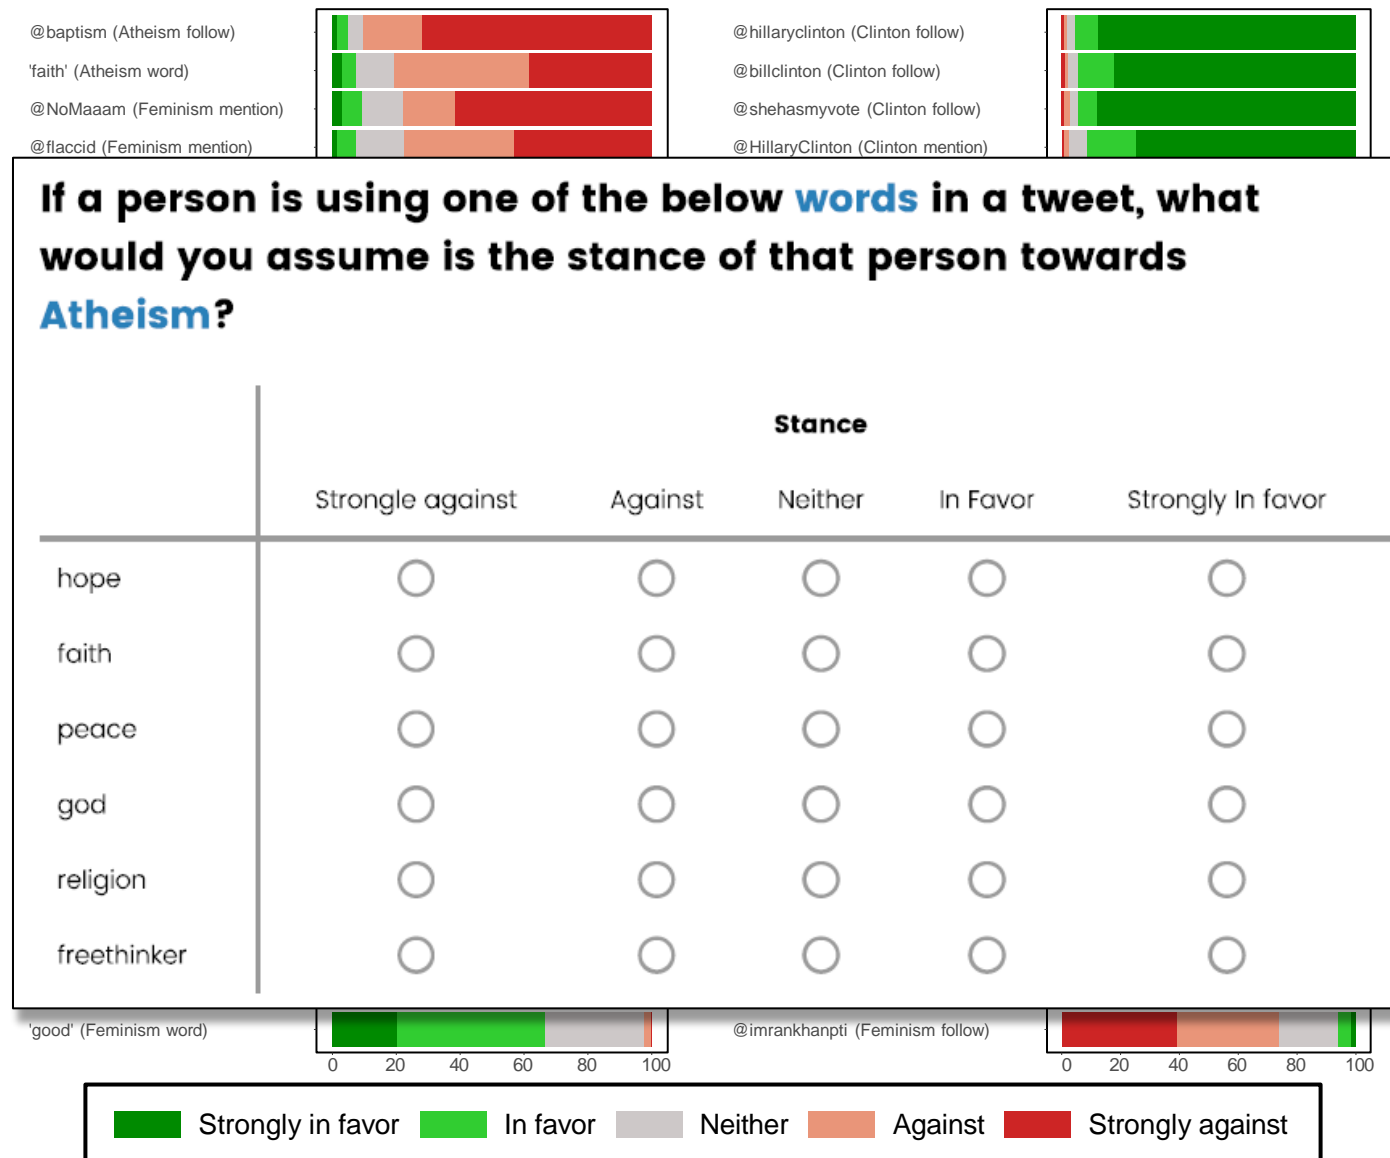 @baptism (Atheism follow)
@hillaryclinton (Clinton follow)
'faith' (Atheism word)
@billclinton (Clinton follow)
@NoMaaam (Feminism mention)
@shehasmyvote (Clinton follow)
@flaccid (Feminism mention)
@HillaryClinton (Clinton mention)
If a person is using one of the below words in a tweet, what
would you assume is the stance of that person towards
Atheism?
Stance
Strongle against Against Neither In Favor Strongly In favor
hope
faith
peace
god
religion
freethinker
'good' (Feminism word)
@imrankhanpti (Feminism follow)
0 20 40 60 80 100
0 20 40 60 80 100
Strongly in favor In favor Neither Against Strongly against